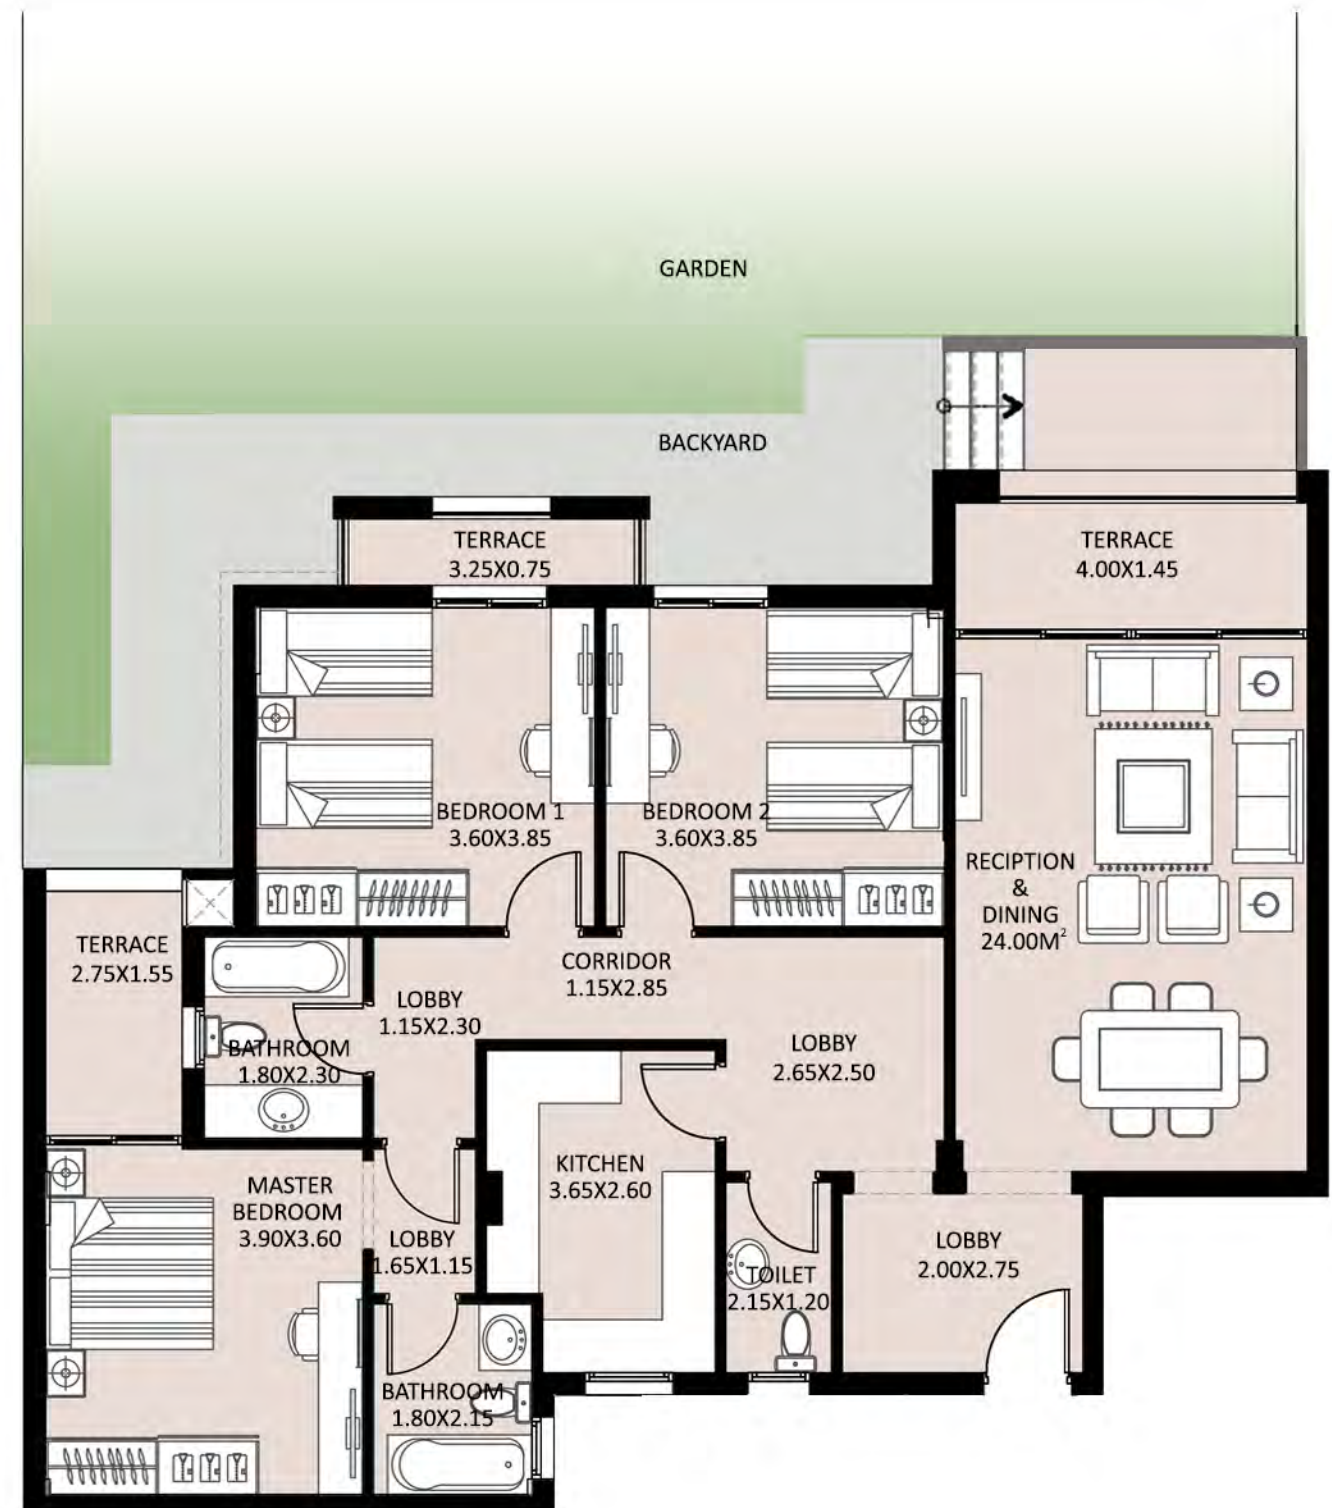 GARDEN
BACKYARD
TERRACE
3.25X0.75
TERRACE
4.00X1.45
BEDROOM 1
3.60X3.85
BEDROOM 2
3.60X3.85
RECIPTION
&
DINING
24.00M²
TERRACE
2.75X1.55
CORRIDOR
1.15X2.85
LOBBY
1.15X2.30
BATHROOM
1.80X2.30
LOBBY
2.65X2.50
KITCHEN
3.65X2.60
MASTER
BEDROOM
3.90X3.60
LOBBY
1.65X1.15
LOBBY
2.00X2.75
TOILET
2.15X1.20
BATHROOM
1.80X2.15